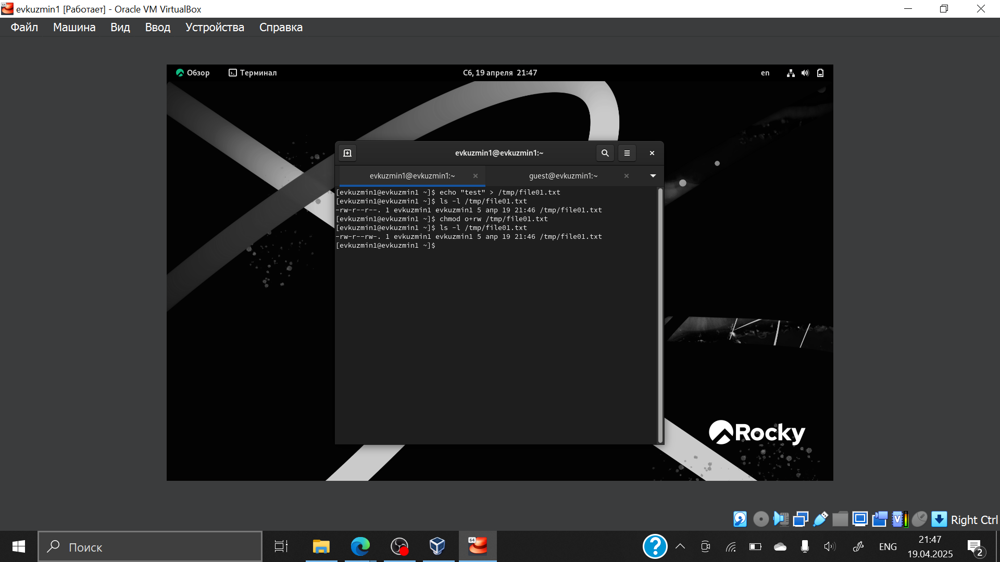 evkuzmin1 [Работает] - Oracle VM VirtualBox
Файл Машина Вид Ввод Устройства Справка
Обзор Терминал Сб, 19 апреля 21:47 en
evkuzmin1@evkuzmin1:~
evkuzmin1@evkuzmin1:~ guest@evkuzmin1:~
[evkuzmin1@evkuzmin1 ~]$ echo "test" > /tmp/file01.txt
[evkuzmin1@evkuzmin1 ~]$ ls -l /tmp/file01.txt
-rw-r--r--. 1 evkuzmin1 evkuzmin1 5 апр 19 21:46 /tmp/file01.txt
[evkuzmin1@evkuzmin1 ~]$ chmod o+rw /tmp/file01.txt
[evkuzmin1@evkuzmin1 ~]$ ls -l /tmp/file01.txt
-rw-r--rw-. 1 evkuzmin1 evkuzmin1 5 апр 19 21:46 /tmp/file01.txt
[evkuzmin1@evkuzmin1 ~]$
Rocky
Right Ctrl
Поиск 64 ENG 21:47
19.04.2025 2